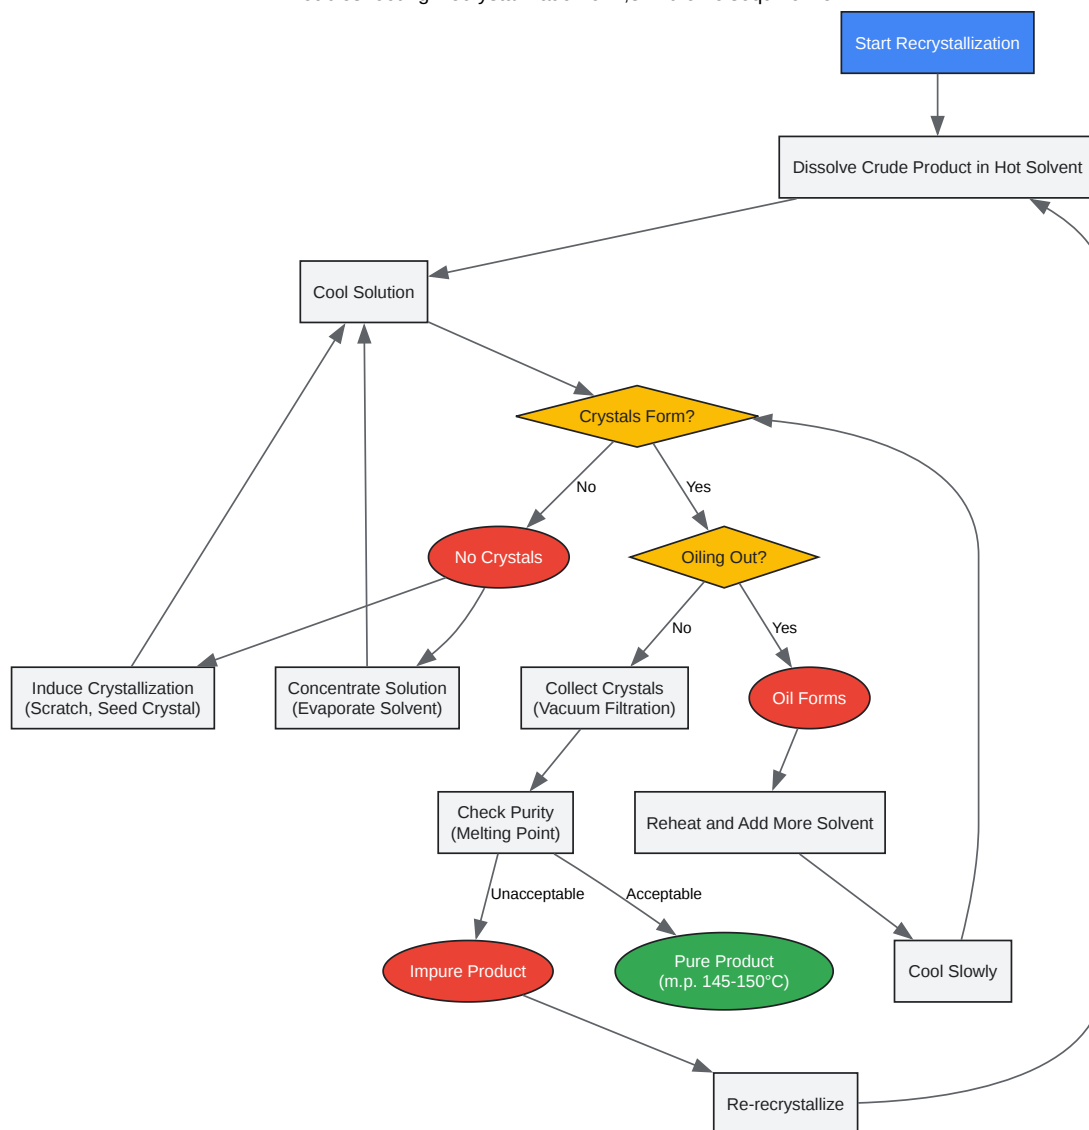 Start Recrystallization
Dissolve Crude Product in Hot Solvent
Cool Solution
Crystals Form?
No
Yes
No Crystals
Oiling Out?
No
Yes
Induce Crystallization
(Scratch, Seed Crystal)
Concentrate Solution
(Evaporate Solvent)
Collect Crystals
(Vacuum Filtration)
Oil Forms
Check Purity
(Melting Point)
Reheat and Add More Solvent
Unacceptable
Acceptable
Impure Product
Pure Product
(m.p. 145-150°C)
Cool Slowly
Re-recrystallize